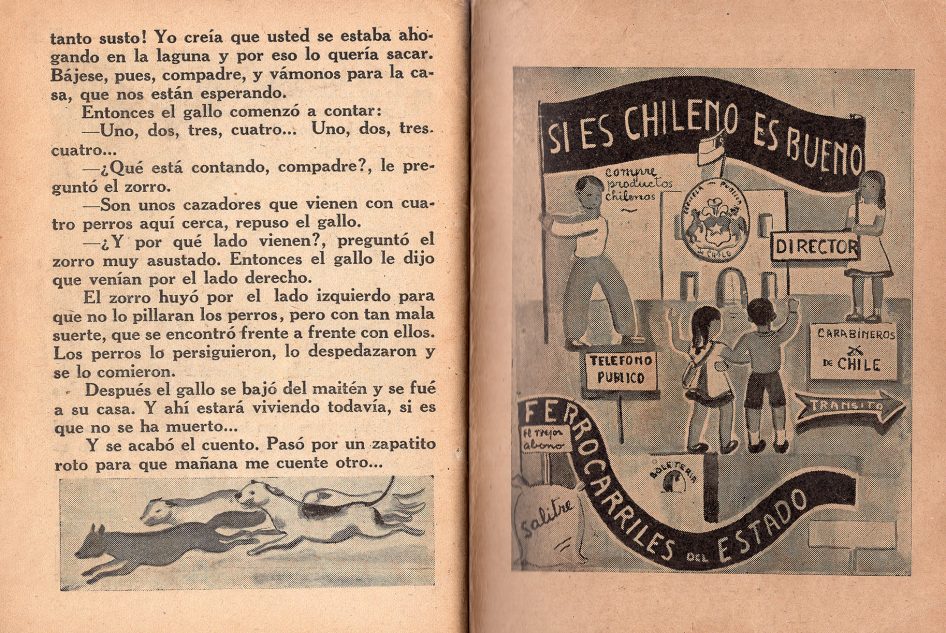 tanto susto! Yo creía que usted se estaba aho-
gando en la laguna y por eso lo quería sacar.
Bájese, pues, compadre, y vámonos para la ca-
sa, que nos están esperando.
Entonces el gallo comenzó a contar:
—Uno, dos, tres, cuatro... Uno, dos, tres.
cuatro...
—¿Qué está contando, compadre?, le pre-
guntó el zorro.
—Son unos cazadores que vienen con cua-
tro perros aquí cerca, repuso el gallo.
—¿Y por qué lado vienen?, preguntó el
zorro muy asustado. Entonces el gallo le dijo
que venían por el lado derecho.
El zorro huyó por el lado izquierdo para
que no lo pillaran los perros, pero con tan mala
suerte, que se encontró frente a frente con ellos.
Los perros lo persiguieron, lo despedazaron y
se lo comieron.
Después el gallo se bajó del maitén y se fué
a su casa. Y ahí estará viviendo todavía, si es
que no se ha muerto...
Y se acabó el cuento. Pasó por un zapatito
roto para que mañana me cuente otro...
SI ES CHILENO ES BUENO
compre
productos
chilenos
ESCUELA PUBLICA
DE CHILE
DIRECTOR
TELEFONO
PUBLICO
CARABINEROS
DE CHILE
TRANSITO
FERROCARRILES DEL ESTADO
el mejor
abono
BOLETERIA
Salitre